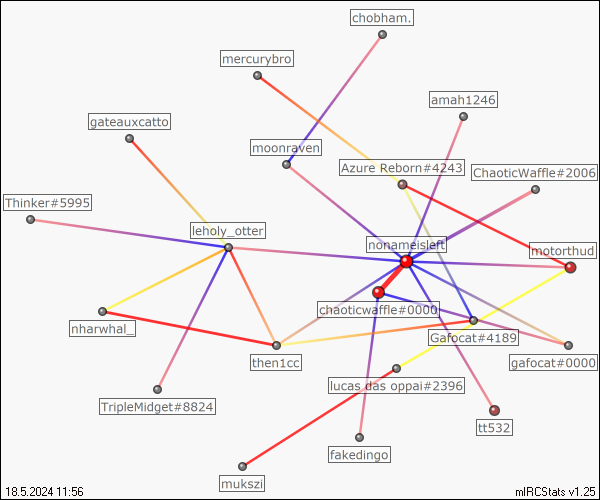 chobham.
mercurybro
amah1246
gateauxcatto
moonraven
Azure Reborn#4243
ChaoticWaffle#2006
Thinker#5995
leholy_otter
nonameisleft
motorthud
chaoticwaffle#0000
nharwhal_
Gafocat#4189
then1cc
gafocat#0000
lucas das oppai#2396
TripleMidget#8824
tt532
fakedingo
mukszi
18.5.2024 11:56
mIRCStats v1.25